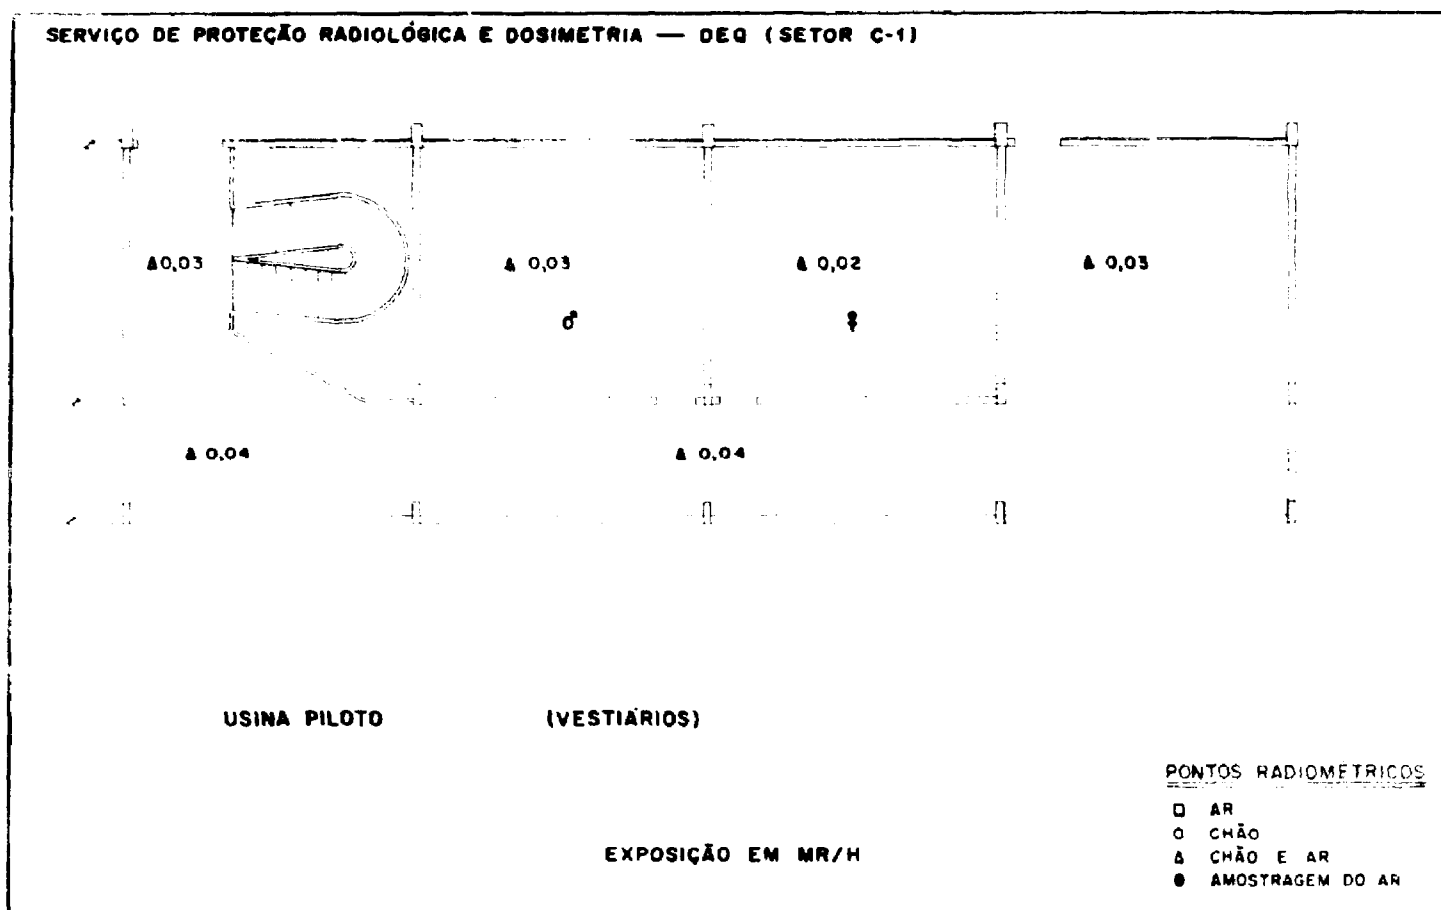 SERVIÇO DE PROTEÇÃO RADIOLÓGICA E DOSIMETRIA — DEQ (SETOR C-1)
▲0,03 ▲ 0,03 ▲ 0,02 ▲ 0,03
♂ ♀
▲ 0,04 ▲ 0,04
USINA PILOTO (VESTIÁRIOS)
PONTOS RADIOMÉTRICOS
□ AR
○ CHÃO
△ CHÃO E AR
● AMOSTRAGEM DO AR
EXPOSIÇÃO EM MR/H